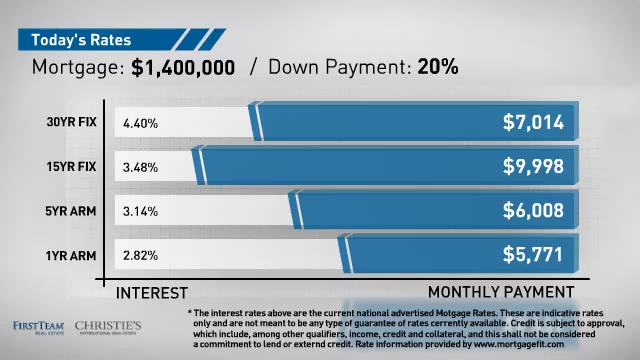 Today's Rates
Mortgage: $1,400,000 / Down Payment: 20%
30YR FIX 4.40% $7,014
15YR FIX 3.48% $9,998
5YR ARM 3.14% $6,008
1YR ARM 2.82% $5,771
INTEREST MONTHLY PAYMENT
* The interest rates above are the current national advertised Motgage Rates. These are indicative rates
only and are not meant to be any type of guarantee of rates cerrently available. Credit is subject to approval,
which include, among other qualifiers, income, credit and collateral, and this shall not be considered
a commitment to lend or externd credit. Rate information provided by www.mortgagefit.com
FIRSTTEAM CHRISTIE'S
REAL ESTATE INTERNATIONAL REAL ESTATE